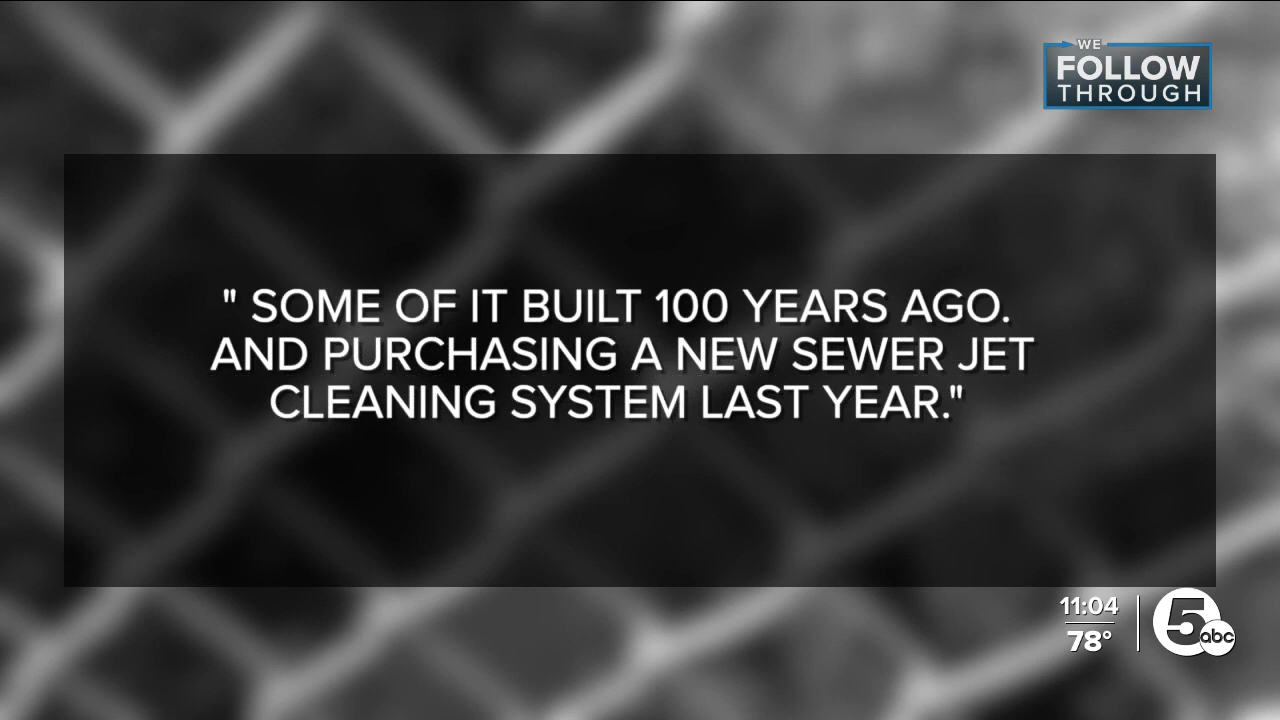 WE
FOLLOW
THROUGH
" SOME OF IT BUILT 100 YEARS AGO.
AND PURCHASING A NEW SEWER JET
CLEANING SYSTEM LAST YEAR."
11:04
78°
5
abc